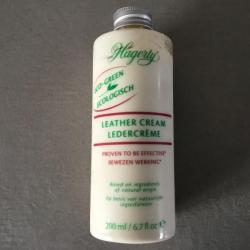 Hagerty
ECO-GREEN
ECOLOGISCH
LEATHER CREAM
LEDERCRÈME
PROVEN TO BE EFFECTIVE*
BEWEZEN WERKING*
Based on ingredients
of natural origin
Op basis van natuurlijke
ingrediënten
200 ml / 6.7 fl.oz ℮